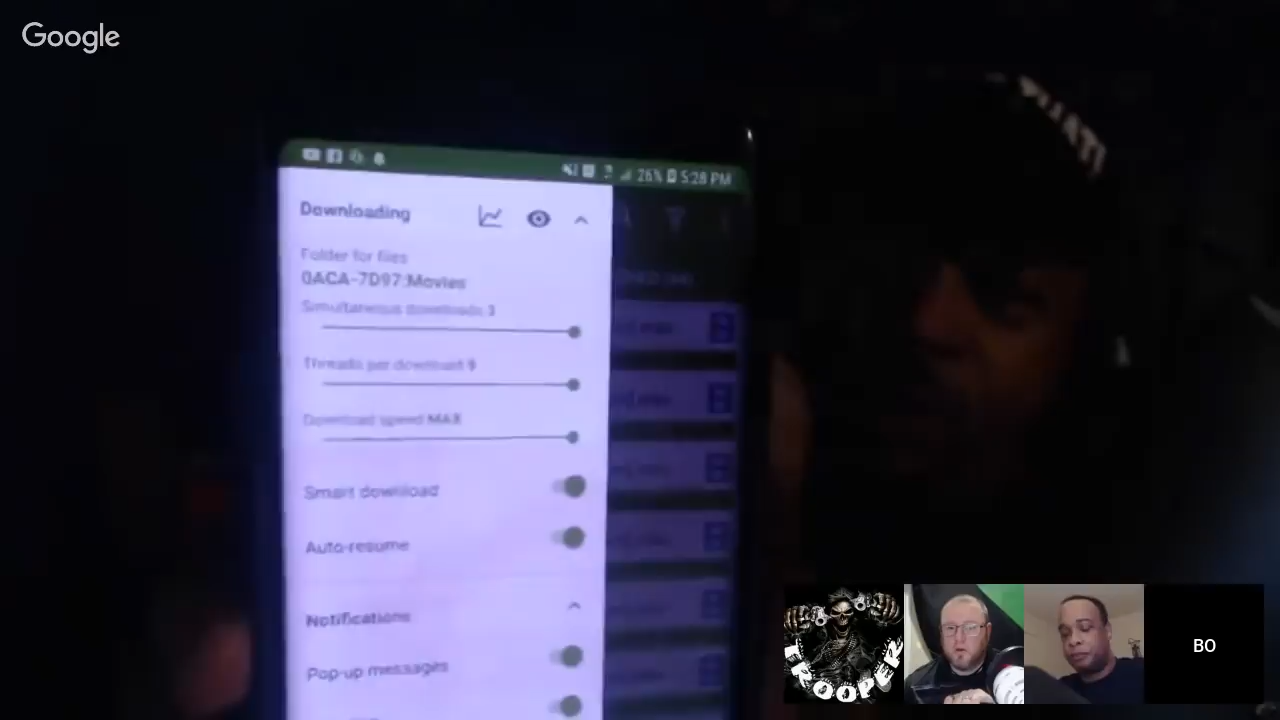 Google
26% 5:28 PM
Downloading
Folder for files
0ACA-7D97:Movies
Simultaneous downloads 3
Threads per download 9
Download speed MAX
Smart download
Auto-resume
Notifications
Pop-up messages
TROOPER
BO